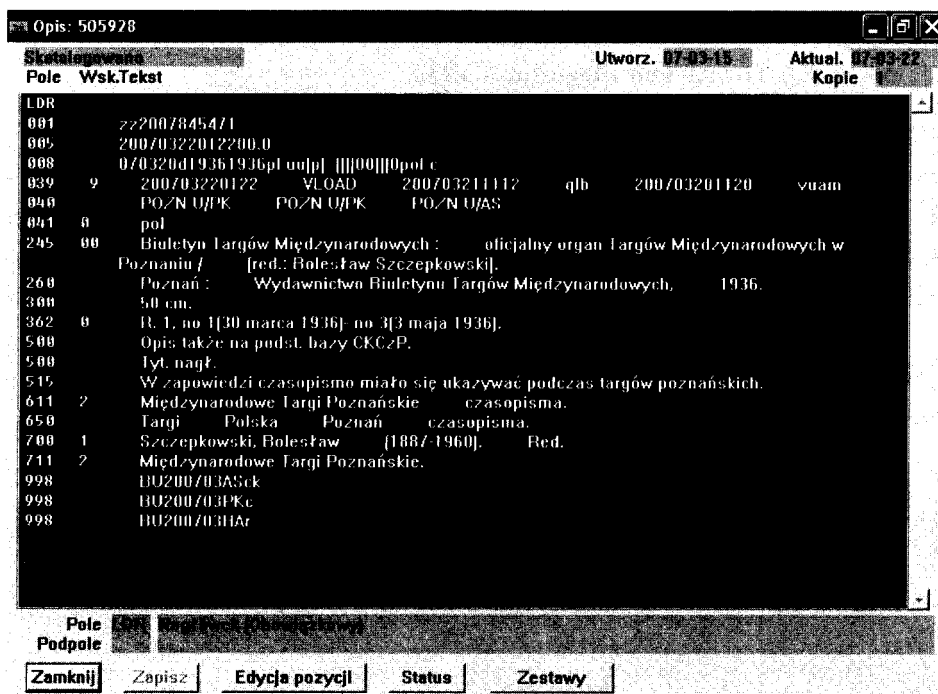 Opis: 505928
Skatalogowano Utworz. 07-03-15 Aktual. 07-03-22
Pole Wsk.Tekst Kopie 1
LDR
001 zz2007845471
005 20070322012200.0
008 070320d19361936pl uu|p| ||||00|||0pol c
039 9 200703220122 VLOAD 200703211112 qlh 200703201120 vuam
040 POZN U/PK POZN U/PK POZN U/AS
041 0 pol
245 00 Biuletyn Targów Międzynarodowych : oficjalny organ Targów Międzynarodowych w
Poznaniu / [red.: Bolesław Szczepkowski].
260 Poznań : Wydawnictwo Biuletynu Targów Międzynarodowych, 1936.
300 50 cm.
362 0 R. 1, no 1(30 marca 1936)- no 3(3 maja 1936).
500 Opis także na podst. bazy CKCzP.
500 Tyt. nagł.
515 W zapowiedzi czasopismo miało się ukazywać podczas targów poznańskich.
611 2 Międzynarodowe Targi Poznańskie czasopisma.
650 Targi Polska Poznań czasopisma.
700 1 Szczepkowski, Bolesław (1887-1960). Red.
711 2 Międzynarodowe Targi Poznańskie.
998 BU200703ASck
998 BU200703PKc
998 BU200703HAr
Pole LDR
Podpole
Zamknij Zapisz Edycja pozycji Status Zestawy